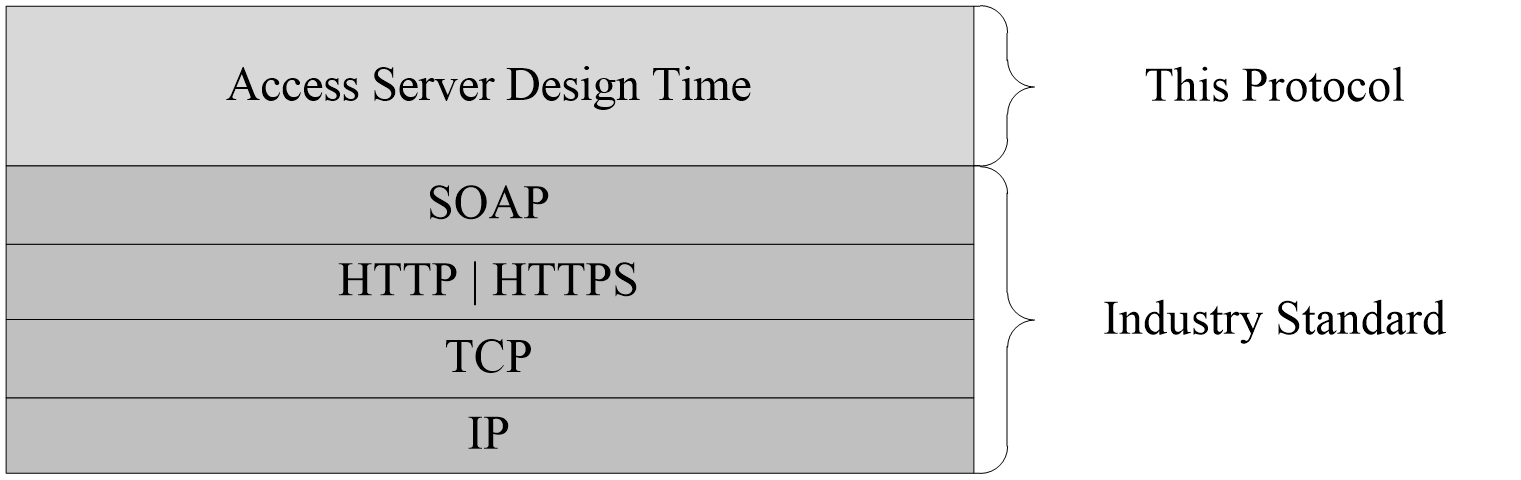 Access Server Design Time
This Protocol
SOAP
HTTP | HTTPS
Industry Standard
TCP
IP